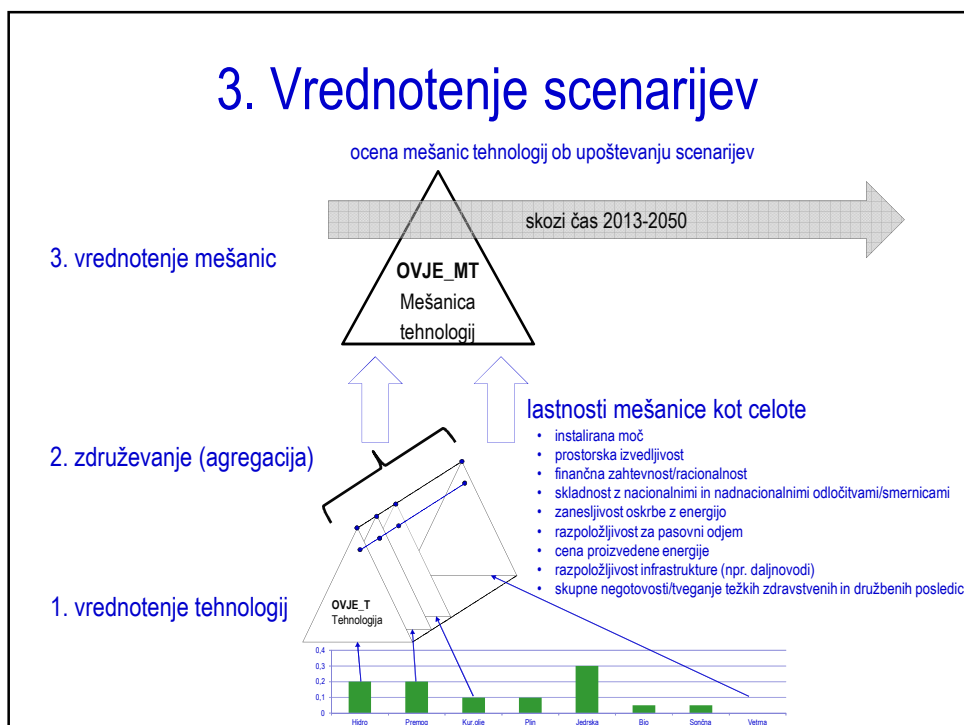 3. Vrednotenje scenarijev
ocena mešanic tehnologij ob upoštevanju scenarijev
skozi čas 2013-2050
3. vrednotenje mešanic
OVJE_MT
Mešanica
tehnologij
lastnosti mešanice kot celote
• instalirana moč
• prostorska izvedljivost
• finančna zahtevnost/racionalnost
• skladnost z nacionalnimi in nadnacionalnimi odločitvami/smernicami
• zanesljivost oskrbe z energijo
• razpoložljivost za pasovni odjem
• cena proizvedene energije
• razpoložljivost infrastrukture (npr. daljnovodi)
• skupne negotovosti/tveganje težkih zdravstvenih in družbenih posledic
2. združevanje (agregacija)
1. vrednotenje tehnologij
OVJE_T
Tehnologija
0,4
0,3
0,2
0,1
0
Hidro Premog Kur.olje Plin Jedrska Bio Sončna Vetrna